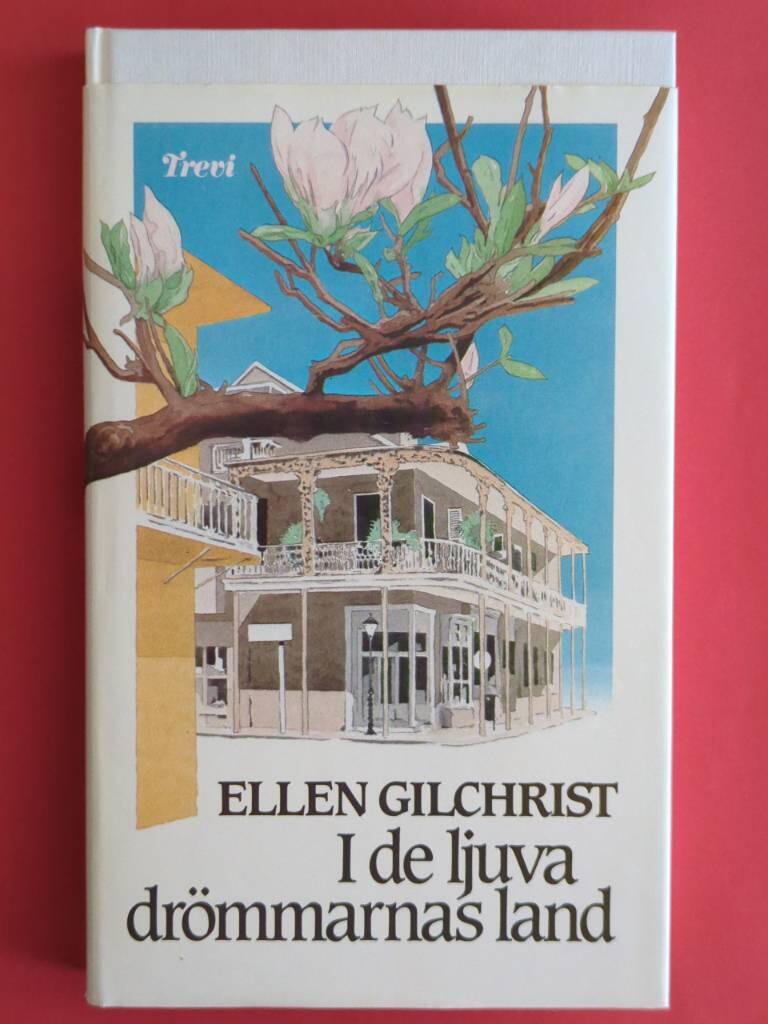 Trevi
ELLEN GILCHRIST
I de ljuva
drömmarnas land